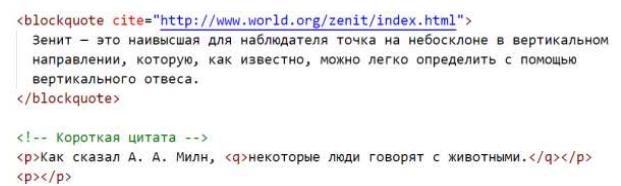 <blockquote cite="http://www.world.org/zenit/index.html">
Зенит — это наивысшая для наблюдателя точка на небосклоне в вертикальном
направлении, которую, как известно, можно легко определить с помощью
вертикального отвеса.
</blockquote>
<!-- Короткая цитата -->
<p>Как сказал А. А. Милн, <q>некоторые люди говорят с животными.</q></p>
<p></p>